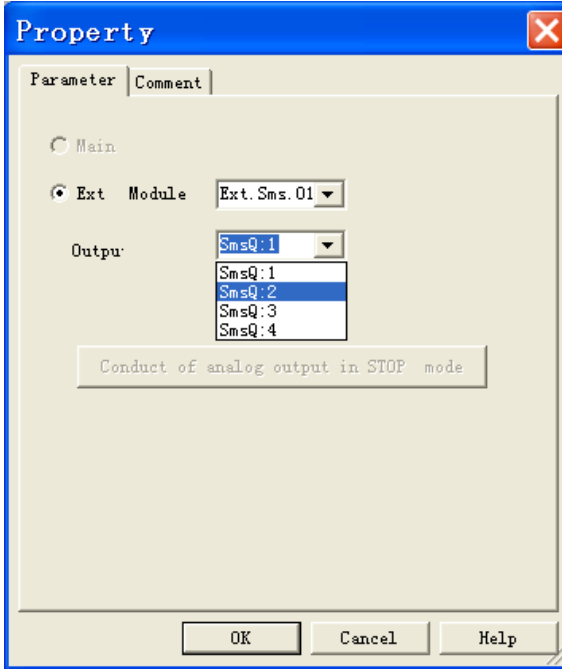 Property
Parameter Comment
Main
Ext Module Ext.Sms.01
Outpu SmsQ:1
SmsQ:1
SmsQ:2
SmsQ:3
SmsQ:4
Conduct of analog output in STOP mode
OK Cancel Help